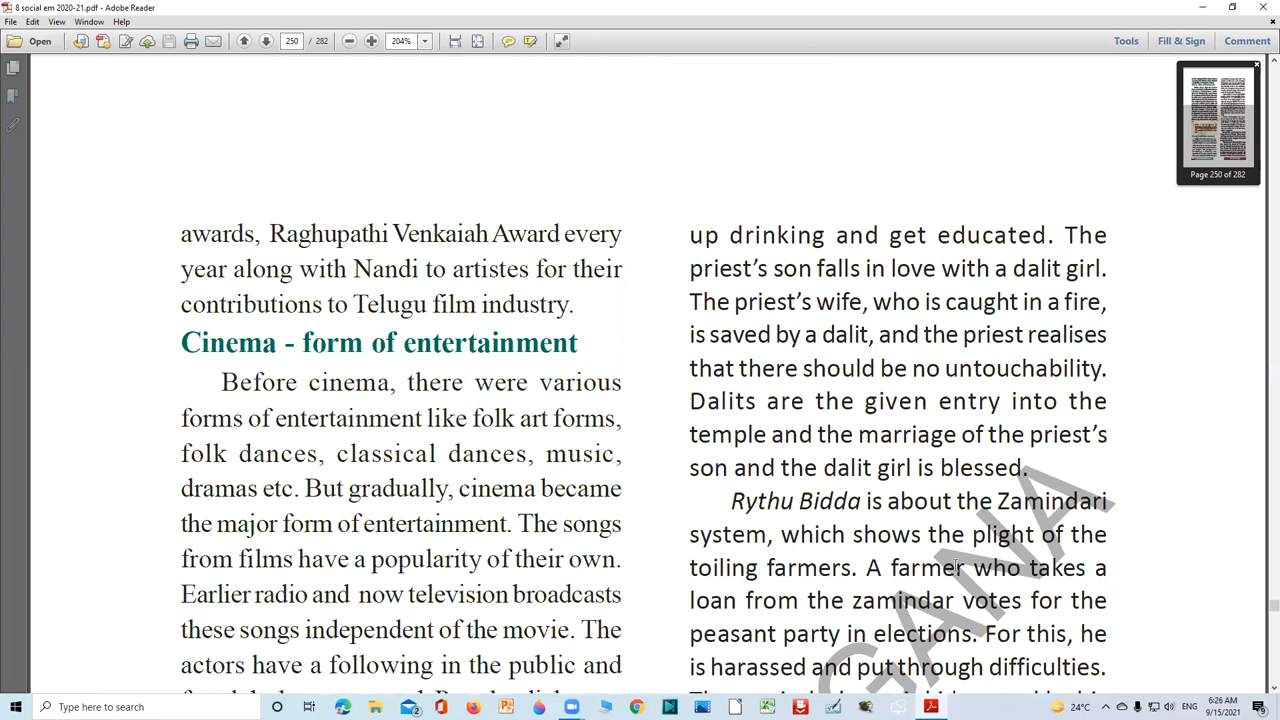 8 social em 2020-21.pdf - Adobe Reader
File Edit View Window Help
Open 250 / 282 204% Tools Fill & Sign Comment
Page 250 of 282
awards, Raghupathi Venkaiah Award every
year along with Nandi to artistes for their
contributions to Telugu film industry.
Cinema - form of entertainment
Before cinema, there were various
forms of entertainment like folk art forms,
folk dances, classical dances, music,
dramas etc. But gradually, cinema became
the major form of entertainment. The songs
from films have a popularity of their own.
Earlier radio and now television broadcasts
these songs independent of the movie. The
actors have a following in the public and
up drinking and get educated. The
priest's son falls in love with a dalit girl.
The priest's wife, who is caught in a fire,
is saved by a dalit, and the priest realises
that there should be no untouchability.
Dalits are the given entry into the
temple and the marriage of the priest's
son and the dalit girl is blessed.
Rythu Bidda is about the Zamindari
system, which shows the plight of the
toiling farmers. A farmer who takes a
loan from the zamindar votes for the
peasant party in elections. For this, he
is harassed and put through difficulties.
GANA
Type here to search
24°C ENG 6:26 AM
9/15/2021